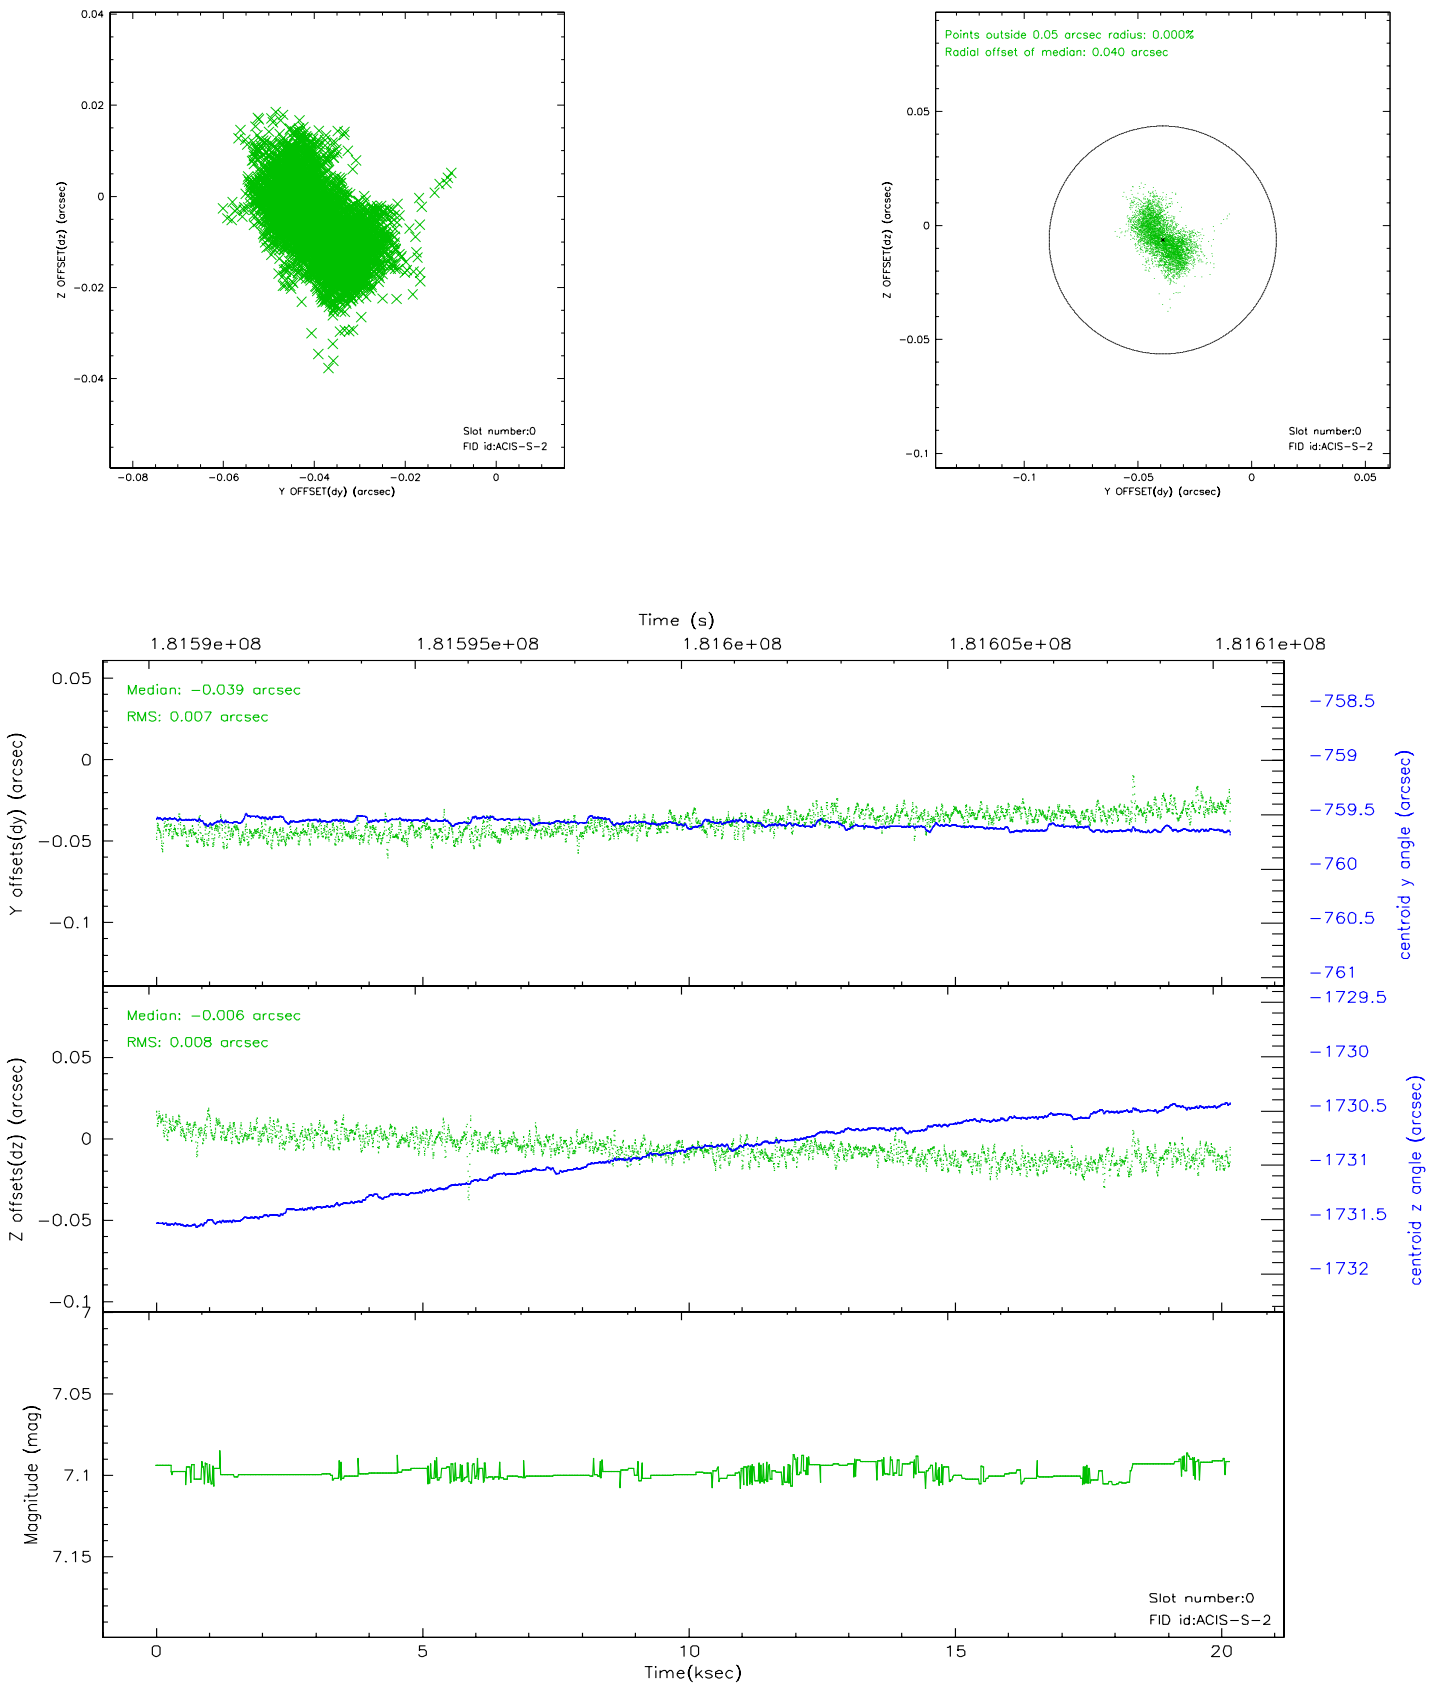 0.04
0.02
0
−0.02
−0.04
Z OFFSET(dz) (arcsec)
Slot number:0
FID id:ACIS−S−2
−0.08 −0.06 −0.04 −0.02 0
Y OFFSET(dy) (arcsec)
Points outside 0.05 arcsec radius: 0.000%
Radial offset of median: 0.040 arcsec
0.05
0
−0.05
−0.1
Z OFFSET(dz) (arcsec)
Slot number:0
FID id:ACIS−S−2
−0.1 −0.05 0 0.05
Y OFFSET(dy) (arcsec)
Time (s)
1.8159e+08 1.81595e+08 1.816e+08 1.81605e+08 1.8161e+08
Median: −0.039 arcsec
RMS: 0.007 arcsec
0.05
0
−0.05
−0.1
Y offsets(dy) (arcsec)
−758.5
−759
−759.5
−760
−760.5
−761
centroid y angle (arcsec)
Median: −0.006 arcsec
RMS: 0.008 arcsec
0.05
0
−0.05
−0.1
Z offsets(dz) (arcsec)
−1729.5
−1730
−1730.5
−1731
−1731.5
−1732
centroid z angle (arcsec)
7
7.05
7.1
7.15
Magnitude (mag)
Slot number:0
FID id:ACIS−S−2
0 5 10 15 20
Time(ksec)